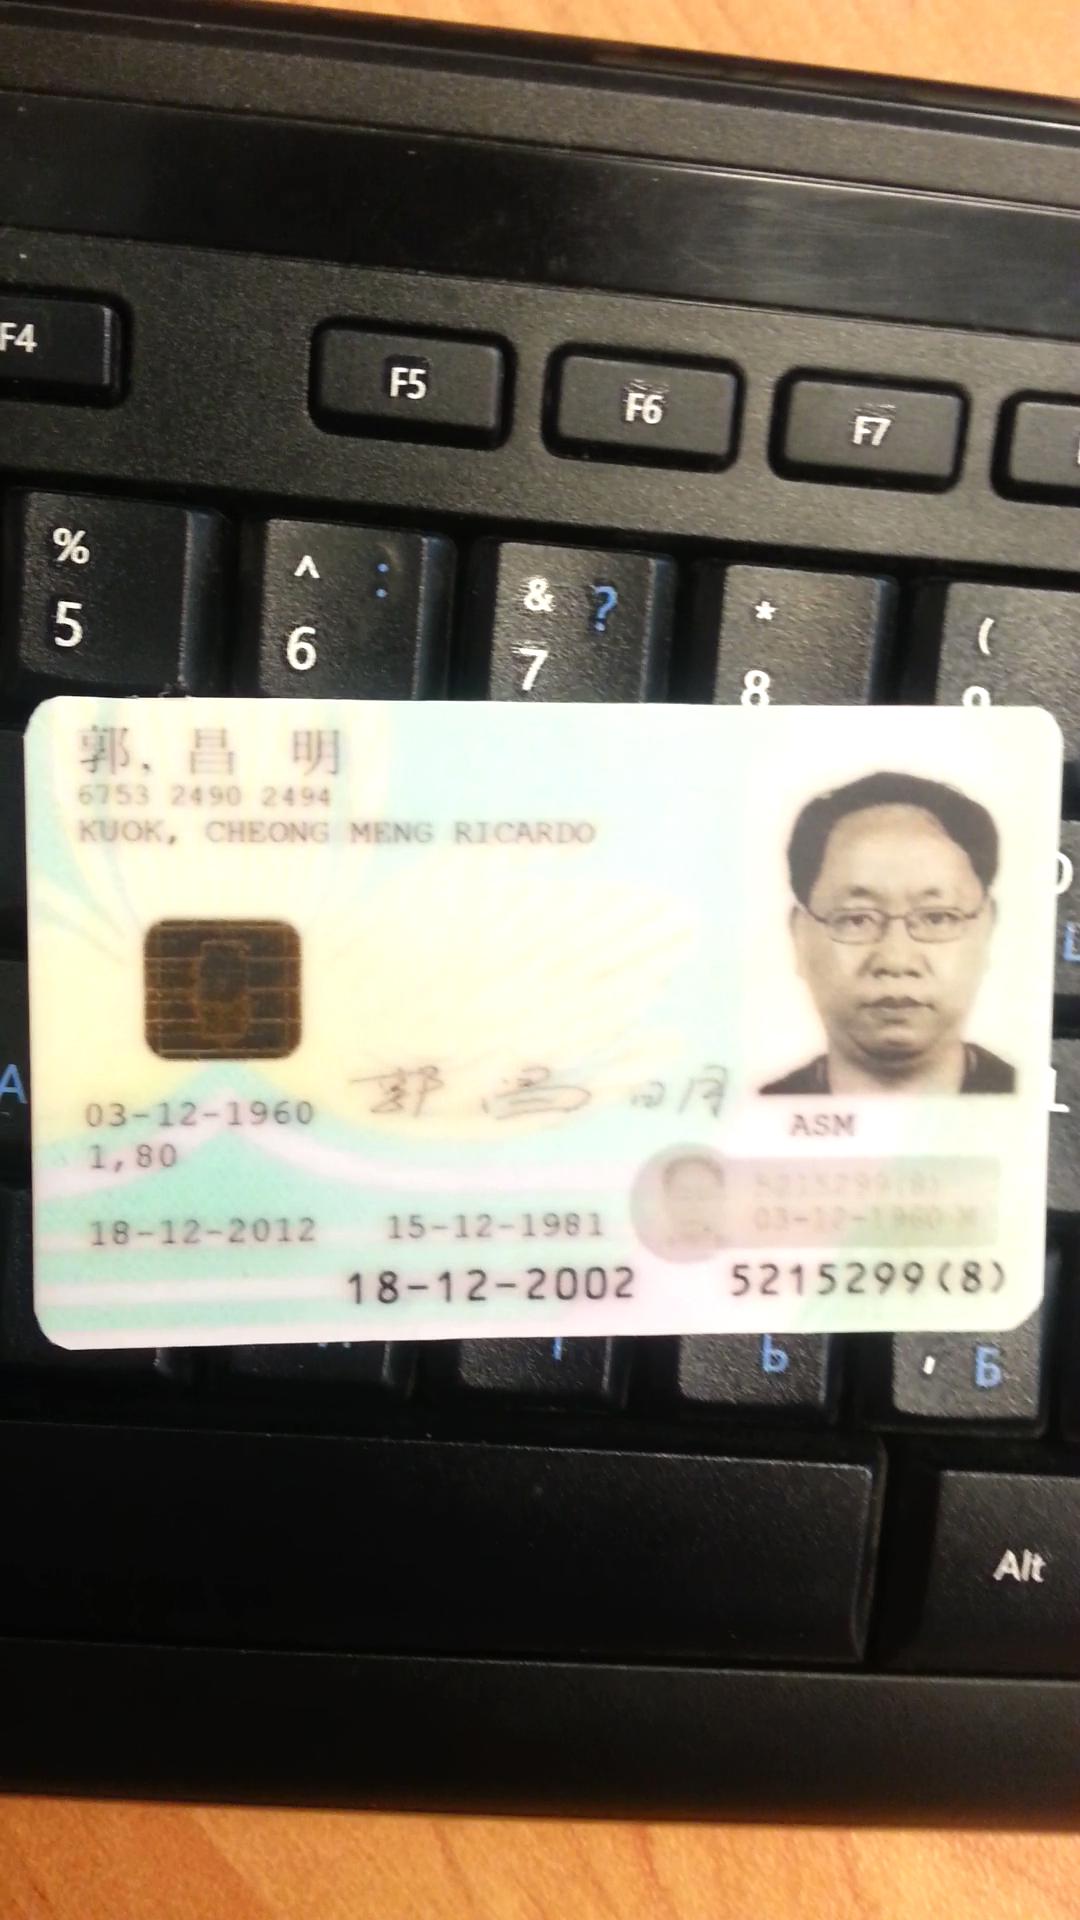 F4 F5 F6 F7
% ^ : & ? * (
5 6 7 8 9
郭, 昌 明
6753 2490 2494
KUOK, CHEONG MENG RICARDO
A
郭 昌 明
03-12-1960
ASM
1,80
5215299(8)
03-12-1960 M
18-12-2012 15-12-1981
18-12-2002 5215299(8)
Ь , Б
Alt